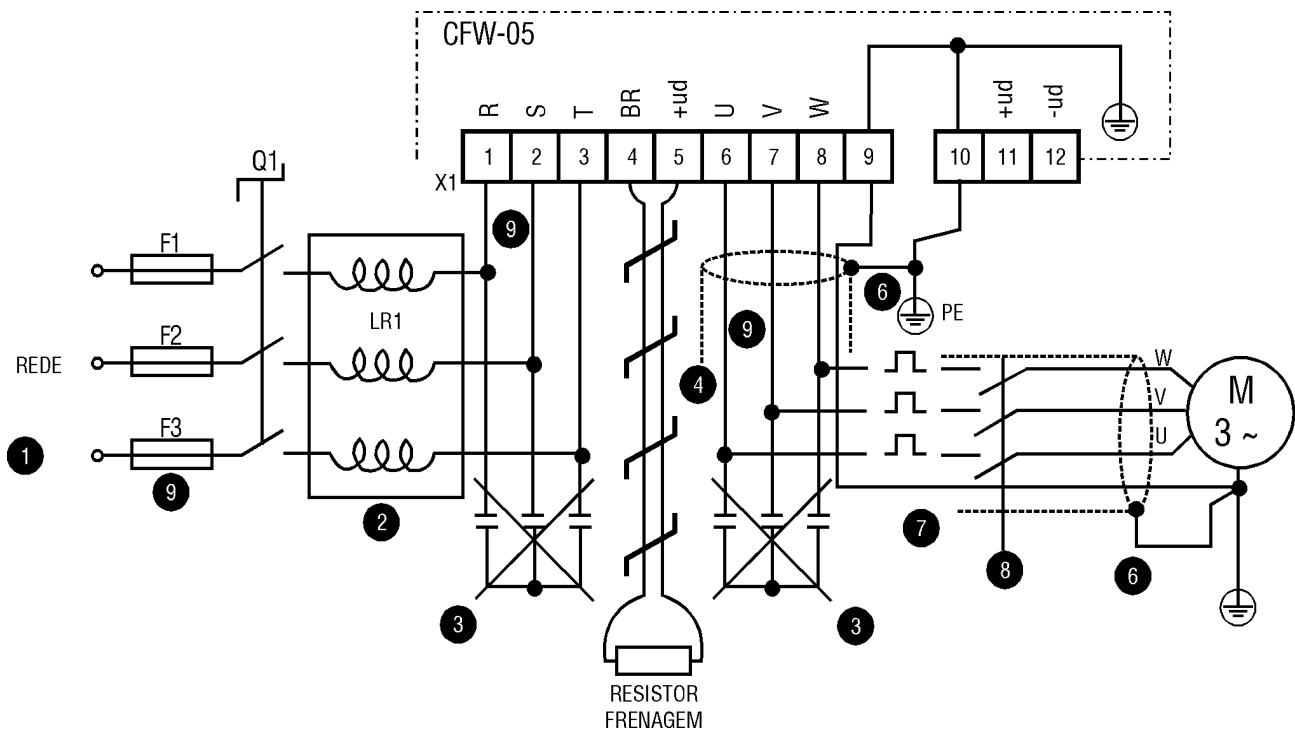 CFW-05
R S T BR +ud U V W +ud -ud
X1 1 2 3 4 5 6 7 8 9 10 11 12
Q1
9
F1
6
PE
LR1
9
F2
REDE
4
W
V
U
M
3 ~
F3
1
9
2
7
8
6
3
3
RESISTOR
FRENAGEM